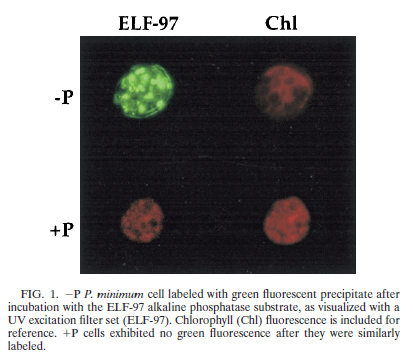 ELF-97 Chl
-P
+P
FIG. 1. −P P. minimum cell labeled with green fluorescent precipitate after
incubation with the ELF-97 alkaline phosphatase substrate, as visualized with a
UV excitation filter set (ELF-97). Chlorophyll (Chl) fluorescence is included for
reference. +P cells exhibited no green fluorescence after they were similarly
labeled.